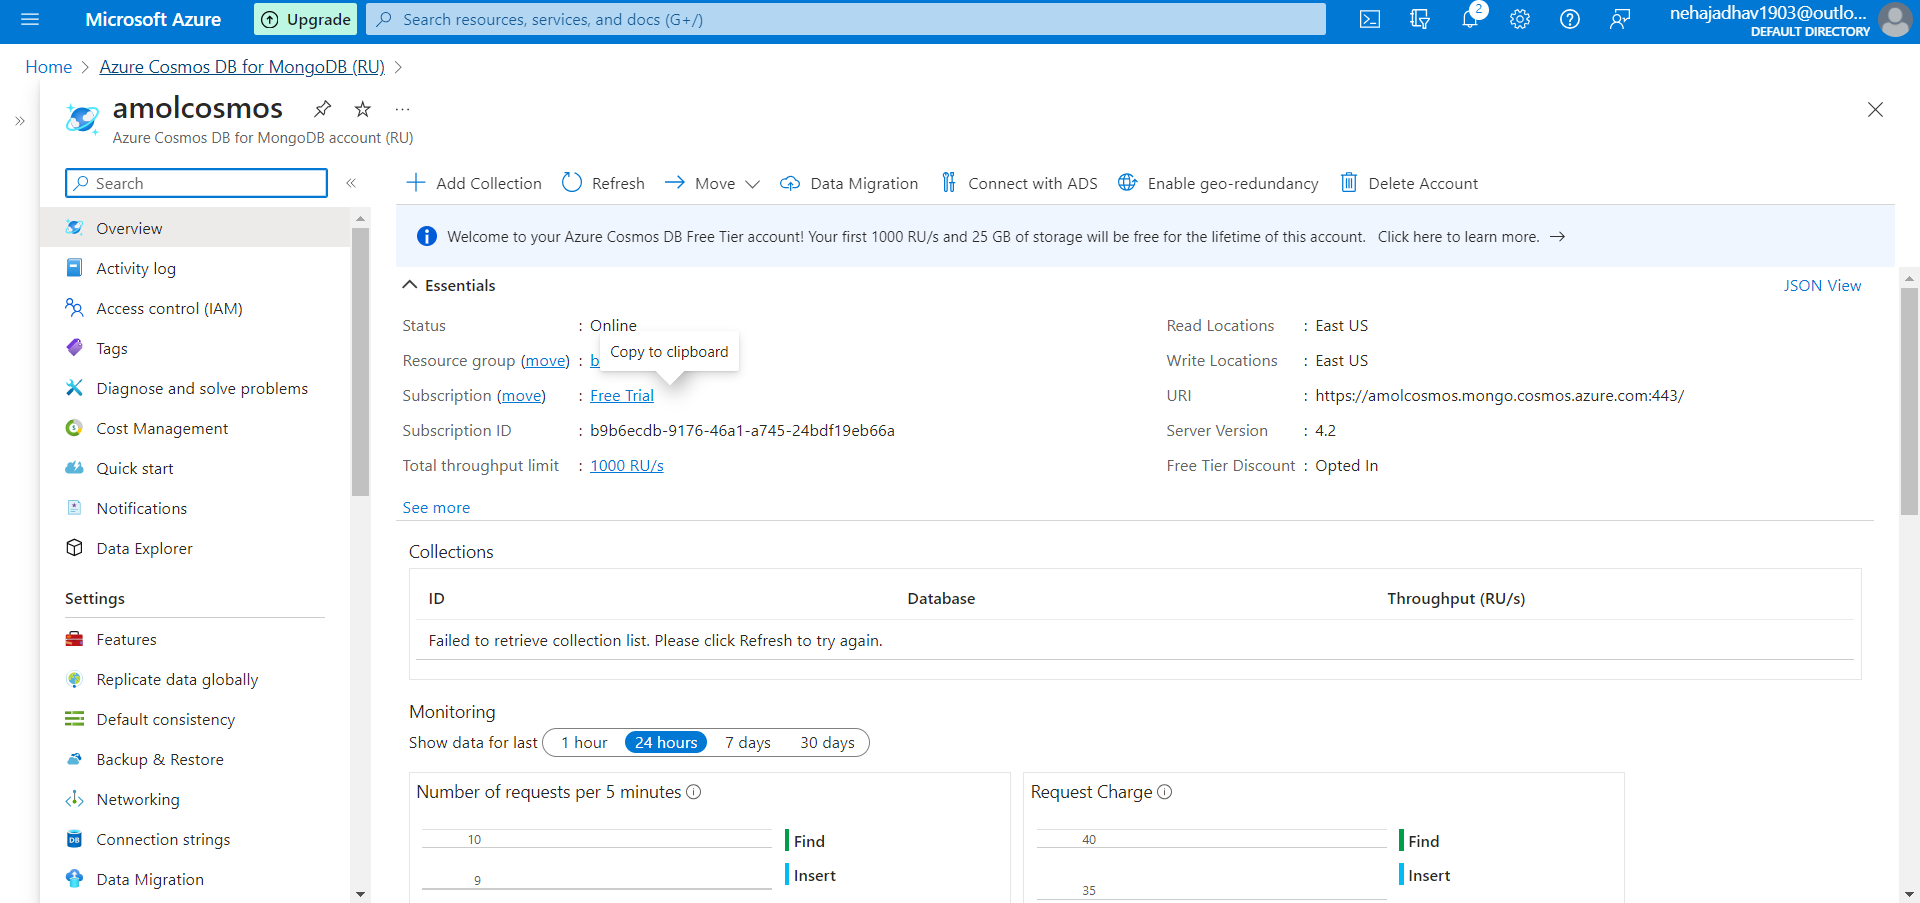 Microsoft Azure
Upgrade
Search resources, services, and docs (G+/)
2
nehajadhav1903@outlo...
DEFAULT DIRECTORY
Home > Azure Cosmos DB for MongoDB (RU) >
amolcosmos
Azure Cosmos DB for MongoDB account (RU)
Search
Overview
Activity log
Access control (IAM)
Tags
Diagnose and solve problems
Cost Management
Quick start
Notifications
Data Explorer
Settings
Features
Replicate data globally
Default consistency
Backup & Restore
Networking
Connection strings
Data Migration
Add Collection Refresh Move Data Migration Connect with ADS Enable geo-redundancy Delete Account
Welcome to your Azure Cosmos DB Free Tier account! Your first 1000 RU/s and 25 GB of storage will be free for the lifetime of this account. Click here to learn more. →
Essentials
JSON View
Status : Online
Resource group (move) : b
Copy to clipboard
Subscription (move) : Free Trial
Subscription ID : b9b6ecdb-9176-46a1-a745-24bdf19eb66a
Total throughput limit : 1000 RU/s
Read Locations : East US
Write Locations : East US
URI : https://amolcosmos.mongo.cosmos.azure.com:443/
Server Version : 4.2
Free Tier Discount : Opted In
See more
Collections
ID Database Throughput (RU/s)
Failed to retrieve collection list. Please click Refresh to try again.
Monitoring
Show data for last 1 hour 24 hours 7 days 30 days
Number of requests per 5 minutes
10
9
Find
Insert
Request Charge
40
35
Find
Insert